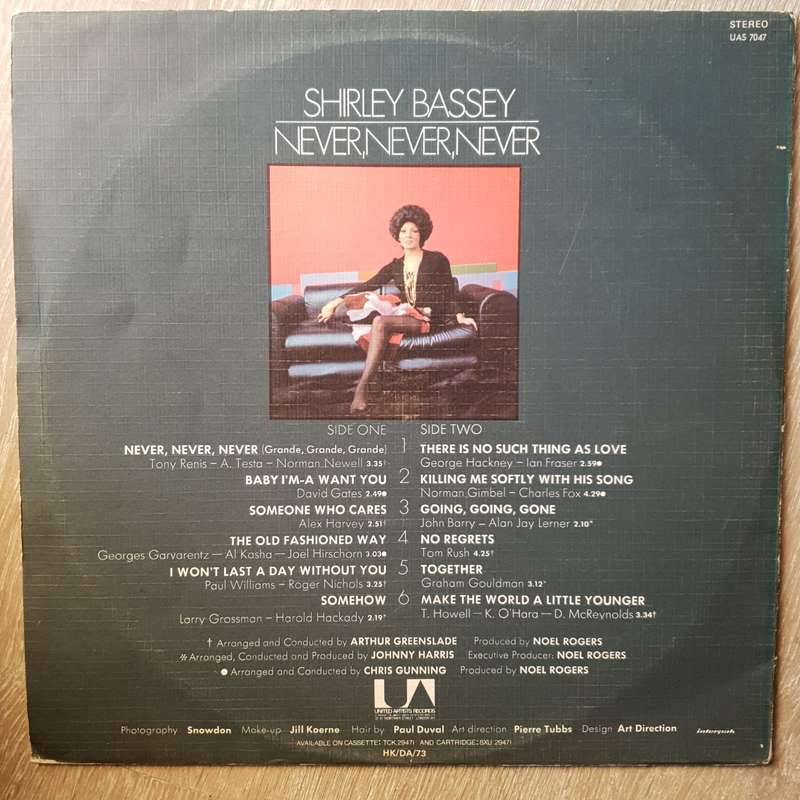 STEREO
UAS 7047
SHIRLEY BASSEY
NEVER, NEVER, NEVER
SIDE ONE
NEVER, NEVER, NEVER (Grande, Grande, Grande)
Tony Renis – A. Testa – Norman Newell 3.35†
BABY I'M-A WANT YOU
David Gates 2.49●
SOMEONE WHO CARES
Alex Harvey 2.51†
THE OLD FASHIONED WAY
Georges Garvarentz – Al Kasha – Joel Hirschorn 3.03●
I WON'T LAST A DAY WITHOUT YOU
Paul Williams – Roger Nichols 3.25†
SOMEHOW
Larry Grossman – Harold Hackady 2.19*
1
2
3
4
5
6
SIDE TWO
THERE IS NO SUCH THING AS LOVE
George Hackney – Ian Fraser 2.59●
KILLING ME SOFTLY WITH HIS SONG
Norman Gimbel – Charles Fox 4.29●
GOING, GOING, GONE
John Barry – Alan Jay Lerner 2.10*
NO REGRETS
Tom Rush 4.25†
TOGETHER
Graham Gouldman 3.12*
MAKE THE WORLD A LITTLE YOUNGER
T. Howell – K. O'Hara – D. McReynolds 3.34†
† Arranged and Conducted by ARTHUR GREENSLADE Produced by NOEL ROGERS
* Arranged, Conducted and Produced by JOHNNY HARRIS Executive Producer: NOEL ROGERS
● Arranged and Conducted by CHRIS GUNNING Produced by NOEL ROGERS
UA
UNITED ARTISTS RECORDS
37-41 MORTIMER STREET LONDON W1
Photography Snowdon Make-up Jill Koerne Hair by Paul Duval Art direction Pierre Tubbs Design Art Direction interpak
AVAILABLE ON CASSETTE: TCK.29471 AND CARTRIDGE: 8XU 29471
HK/DA/73